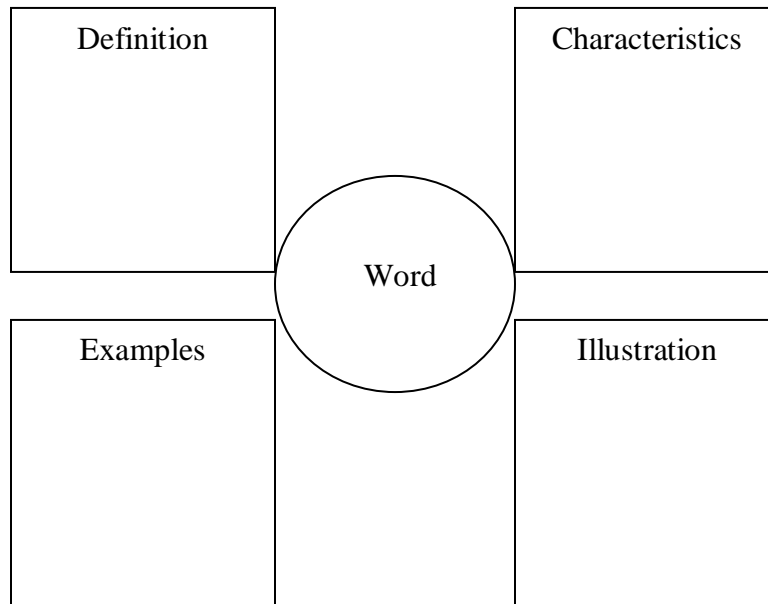 Definition
Characteristics
Word
Examples
Illustration